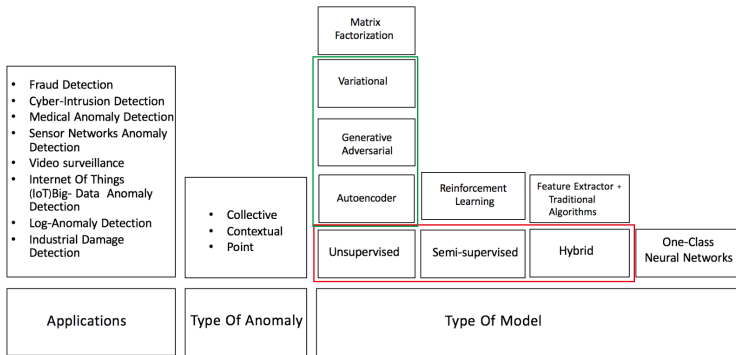 Matrix
Factorization
Variational
Generative
Adversarial
Autoencoder
Reinforcement
Learning
Feature Extractor +
Traditional
Algorithms
• Fraud Detection
• Cyber-Intrusion Detection
• Medical Anomaly Detection
• Sensor Networks Anomaly
Detection
• Video surveillance
• Internet Of Things
(IoT)Big- Data Anomaly
Detection
• Log-Anomaly Detection
• Industrial Damage
Detection
• Collective
• Contextual
• Point
Unsupervised
Semi-supervised
Hybrid
One-Class
Neural Networks
Applications
Type Of Anomaly
Type Of Model